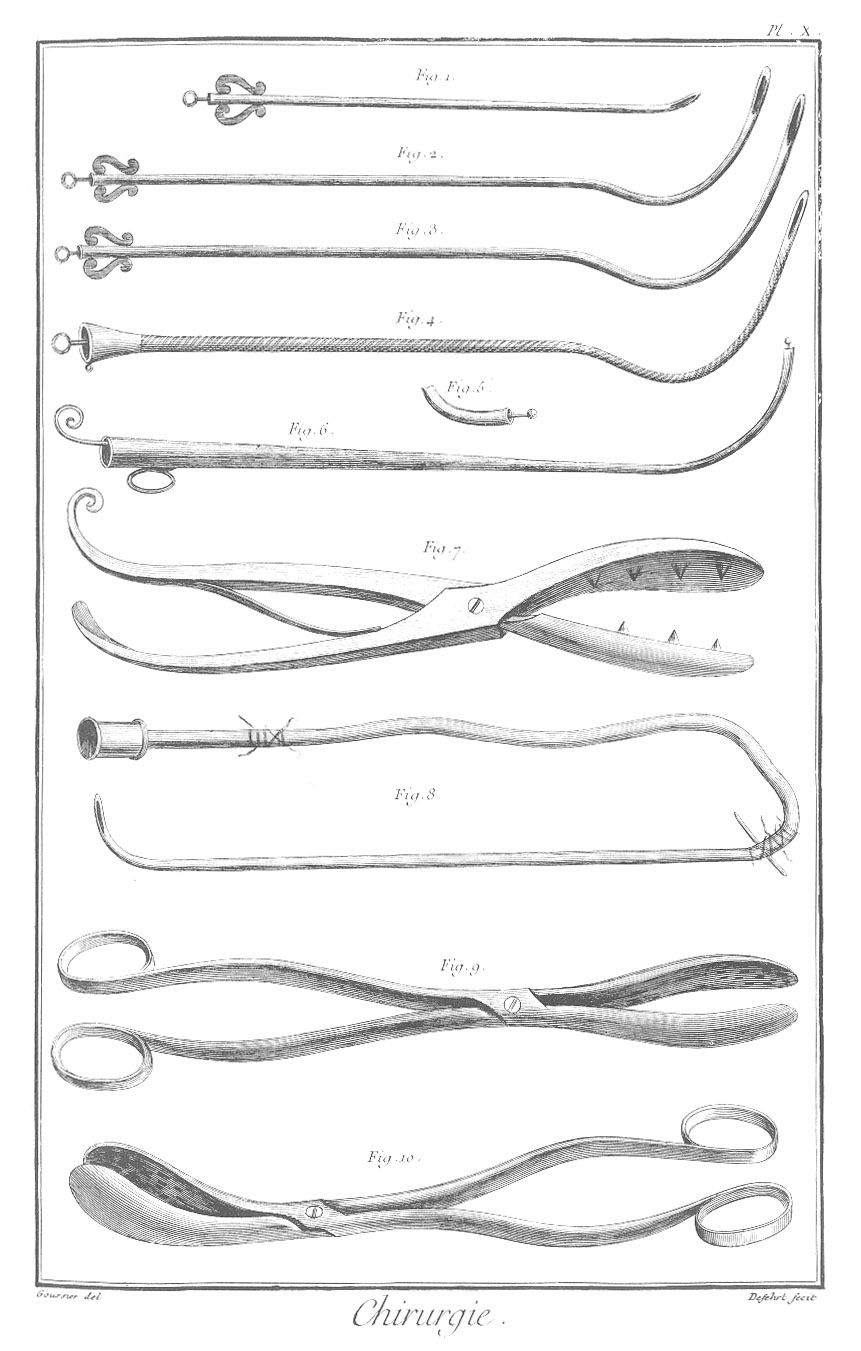 Pl. X.
Fig. 1.
Fig. 2.
Fig. 3.
Fig. 4.
Fig. 5.
Fig. 6.
Fig. 7.
Fig. 8.
Fig. 9.
Fig. 10.
Goussier del
Defehrt fecit
Chirurgie.